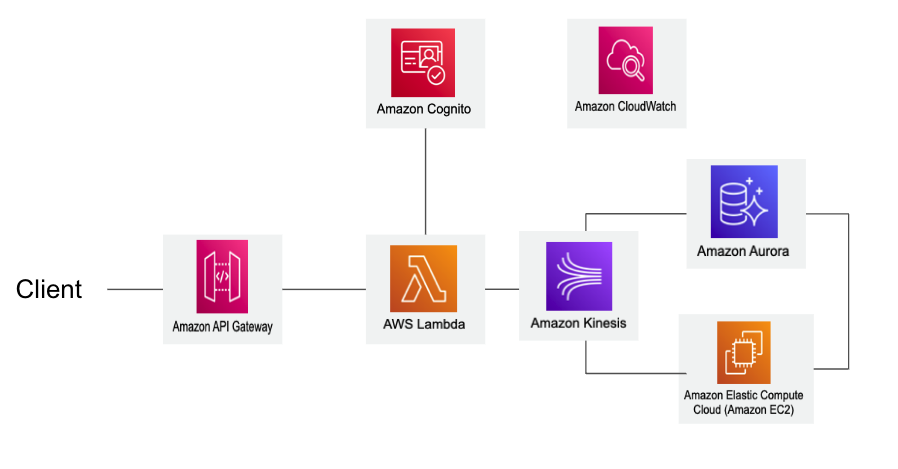 Amazon Cognito
Amazon CloudWatch
Amazon Aurora
Client
Amazon API Gateway
AWS Lambda
Amazon Kinesis
Amazon Elastic Compute
Cloud (Amazon EC2)